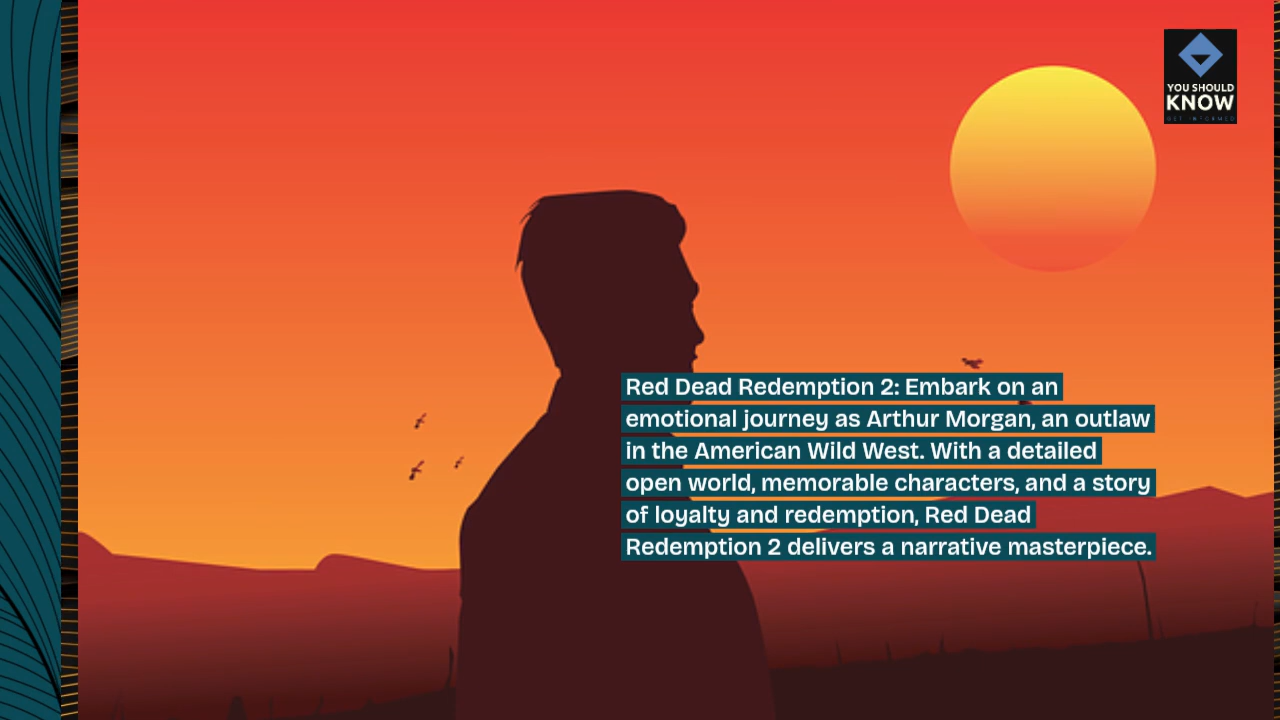 YOU SHOULD
KNOW
GET INFORMED
Red Dead Redemption 2: Embark on an
emotional journey as Arthur Morgan, an outlaw
in the American Wild West. With a detailed
open world, memorable characters, and a story
of loyalty and redemption, Red Dead
Redemption 2 delivers a narrative masterpiece.